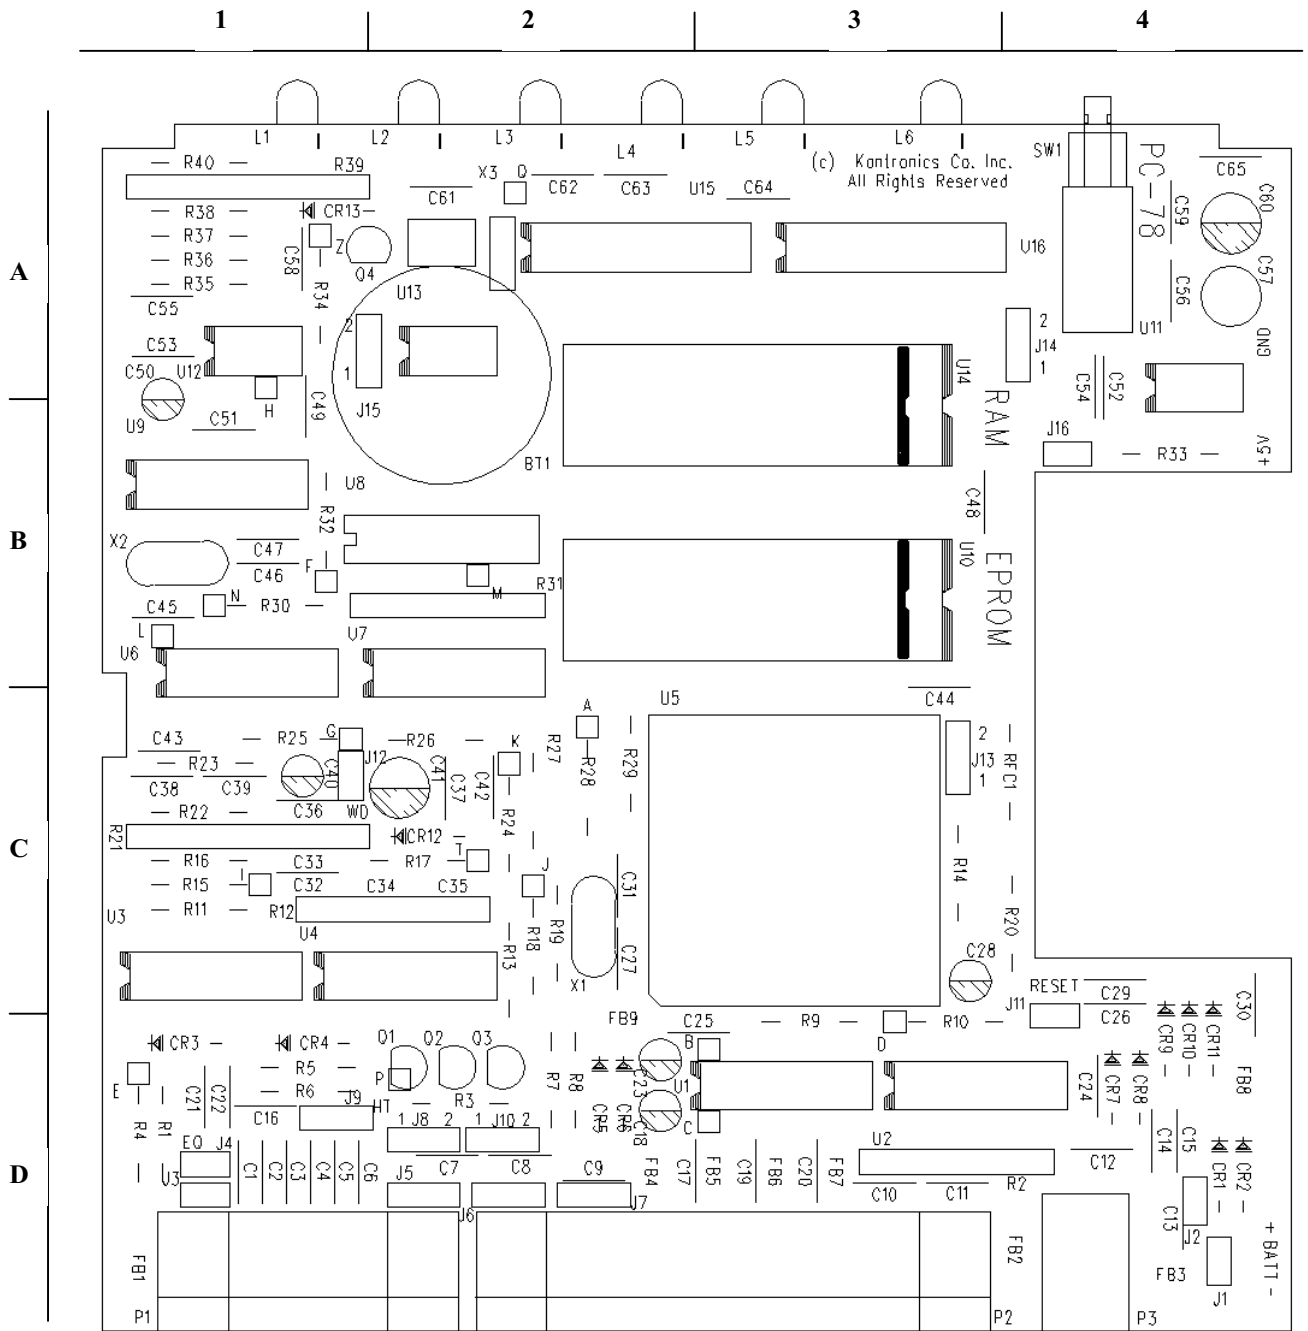 1 2 3 4
L1 L2 L3 L4 L5 L6
R40 R39 X3 Q C61 C62 C63 U15 C64
(c) Kantronics Co. Inc.
All Rights Reserved
SW1 PC-78 C65
C59 C60
R38 CR13
R37 Z C58 Q4 U16
A
R36
R35 R34 U13 C56 C57
C55 2 2 U11 GND
C53 J14
C50 U12 1 1 U14
H C49 J15 RAM C54 C52
U9 C51 J16
BT1 R33 +5V
U8 C48
B
X2 R32 C47
C46 F M R31 U10 EPROM
C45 N R30
L U7
U6
A U5 C44
C43 R25 G J12 R26 K R27 2
R23 C40 C41 R28 R29 J13 RFC1
C38 C39 C37 C42 1
C36 WD
R22 R24
R21 CR12
C
R16 C33 R17 T J R14
R15 I C32 C34 C35 C31
R11 R12
U3 U4 R13 R18 R19 R20
C27 C28
X1 RESET C29
J11 C26 C30
FB9 C25 R9 D R10
CR3 CR4 Q1 Q2 Q3 B CR9 CR10 CR11
R5 P R7 R8 C23 U1 C24 CR7 CR8 FB8
E R6 HT R3
C21 C22 C16 J9 1 J8 2 1 J10 2 CR5 CR6 C18 C
R4 R1 EQ J4 U2 C14 C15
D
U3 C1 C2 C3 C4 C5 C6 J5 C7 C8 C9 FB4 C17 FB5 C19 FB6 C20 FB7 C12 CR1 CR2
J6 J7 C10 C11 R2
C13 J2
FB1 FB2 FB3 + BATT -
J1
P1 P2 P3